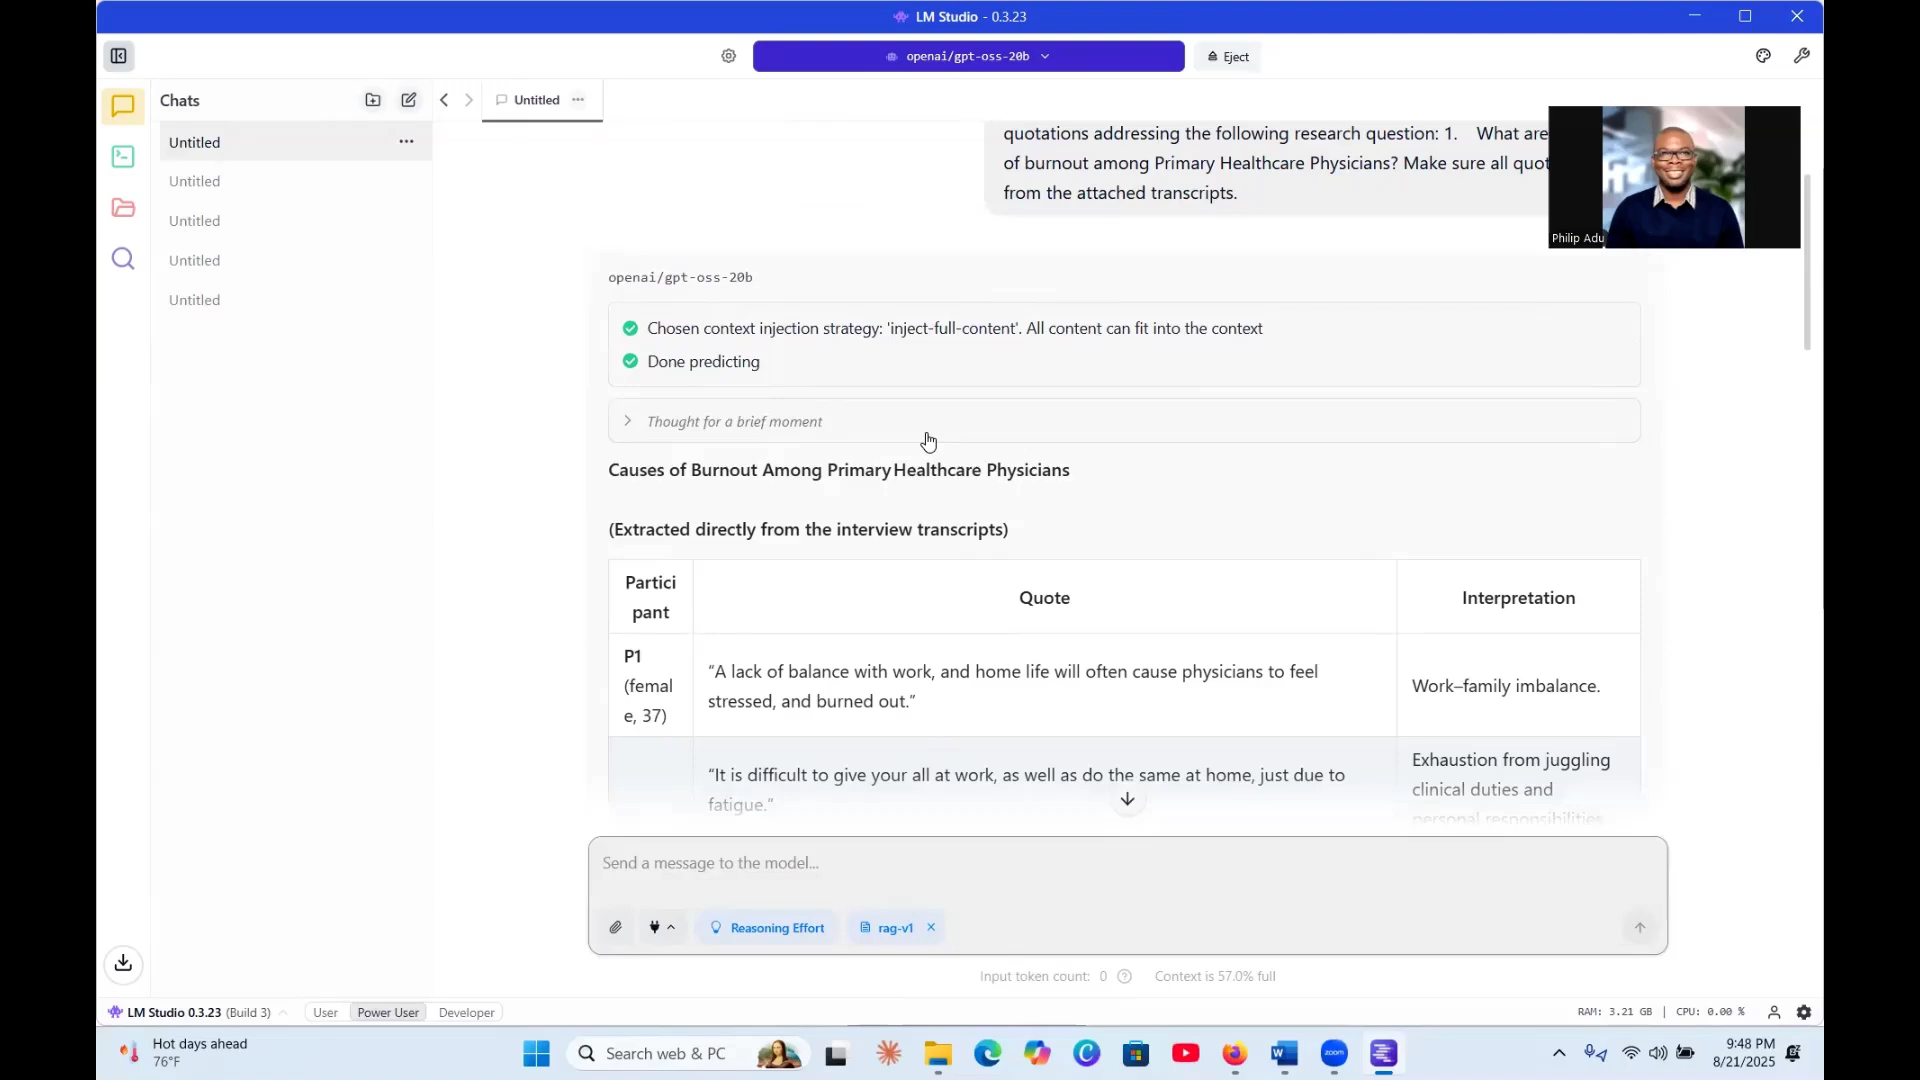 LM Studio - 0.3.23
openai/gpt-oss-20b
Eject
Chats
Untitled
Untitled
Untitled
Untitled
Untitled
Untitled
quotations addressing the following research question: 1. What are
of burnout among Primary Healthcare Physicians? Make sure all quot
from the attached transcripts.
Philip Adu
openai/gpt-oss-20b
Chosen context injection strategy: 'inject-full-content'. All content can fit into the context
Done predicting
Thought for a brief moment
Causes of Burnout Among Primary Healthcare Physicians
(Extracted directly from the interview transcripts)
Partici
pant
Quote
Interpretation
P1
(femal
e, 37)
“A lack of balance with work, and home life will often cause physicians to feel
stressed, and burned out.”
Work–family imbalance.
“It is difficult to give your all at work, as well as do the same at home, just due to
fatigue.”
Exhaustion from juggling
clinical duties and
personal responsibilities
Send a message to the model...
Reasoning Effort
rag-v1
Input token count: 0
Context is 57.0% full
LM Studio 0.3.23 (Build 3)
User
Power User
Developer
RAM: 3.21 GB | CPU: 0.00 %
Hot days ahead
76°F
Search web & PC
zoom
9:48 PM
8/21/2025